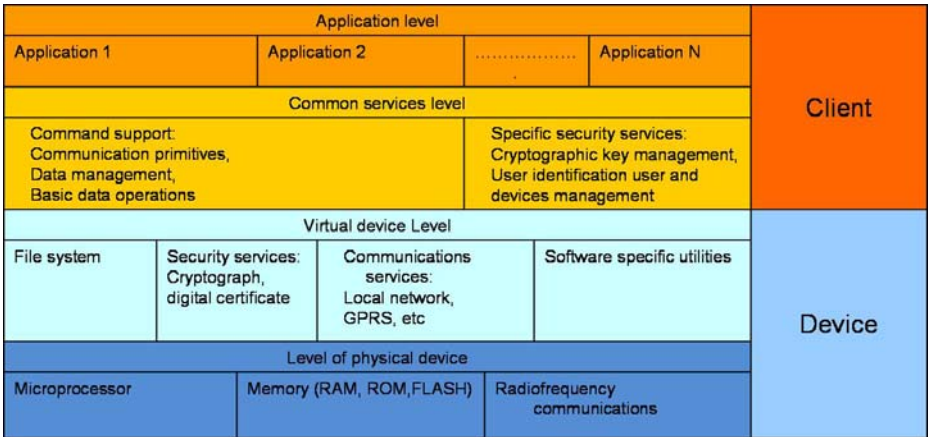 Application level
Application 1
Application 2
..................
.
Application N
Common services level
Command support:
Communication primitives,
Data management,
Basic data operations
Specific security services:
Cryptographic key management,
User identification user and
devices management
Client
Virtual device Level
File system
Security services:
Cryptograph,
digital certificate
Communications
services:
Local network,
GPRS, etc
Software specific utilities
Level of physical device
Microprocessor
Memory (RAM, ROM,FLASH)
Radiofrequency
communications
Device